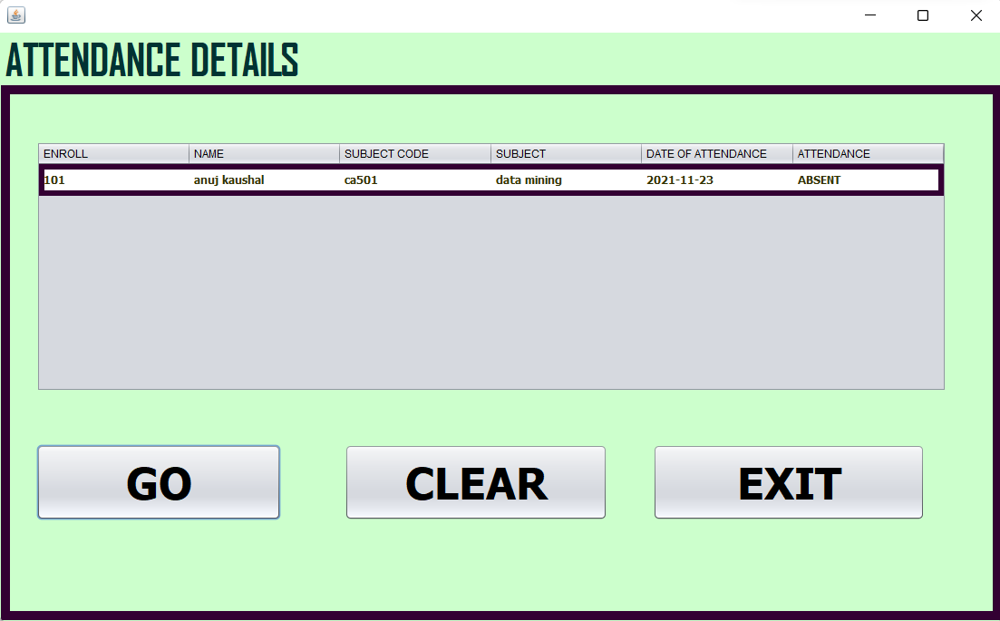 ATTENDANCE DETAILS
ENROLL NAME SUBJECT CODE SUBJECT DATE OF ATTENDANCE ATTENDANCE
101 anuj kaushal ca501 data mining 2021-11-23 ABSENT
GO CLEAR EXIT